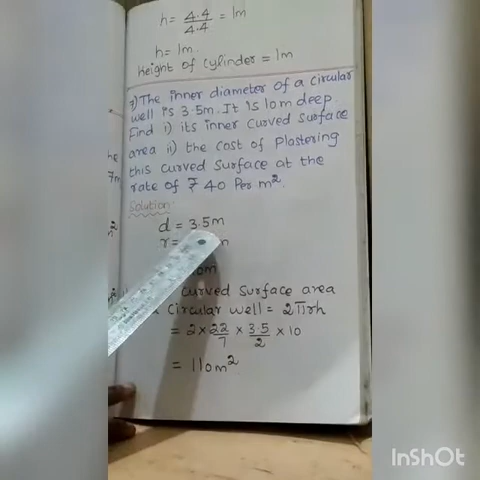 h = 4.4 / 4.4 = 1m
h = 1m.
Height of cylinder = 1m
7) The inner diameter of a circular
well is 3.5m. It is 10m deep.
Find i) its inner curved surface
area ii) the cost of plastering
this curved surface at the
rate of ₹ 40 Per m².
Solution:
d = 3.5m
r =
m
curved surface area
circular well = 2πrh
= 2 × 22/7 × 3.5/2 × 10
= 110m²
InShOt